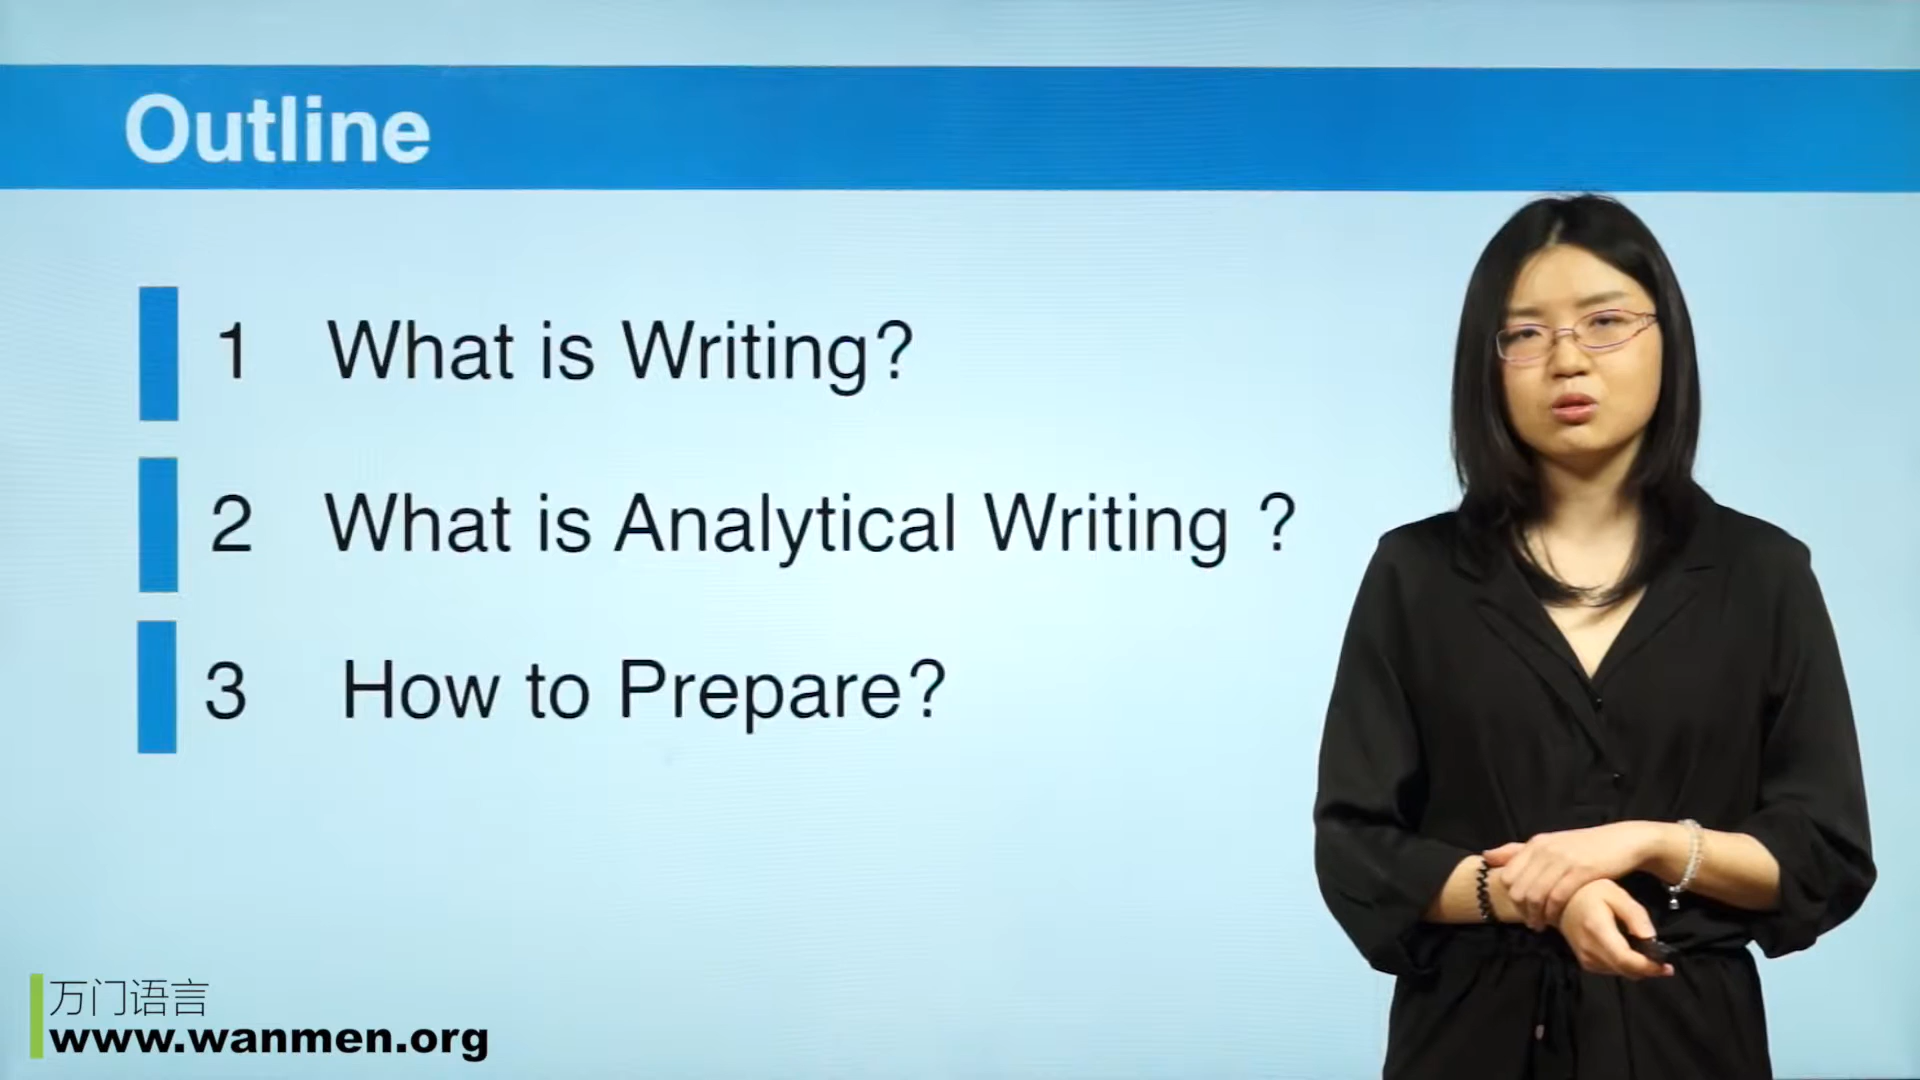 Outline
1 What is Writing?
2 What is Analytical Writing ?
3 How to Prepare?
万门语言
www.wanmen.org